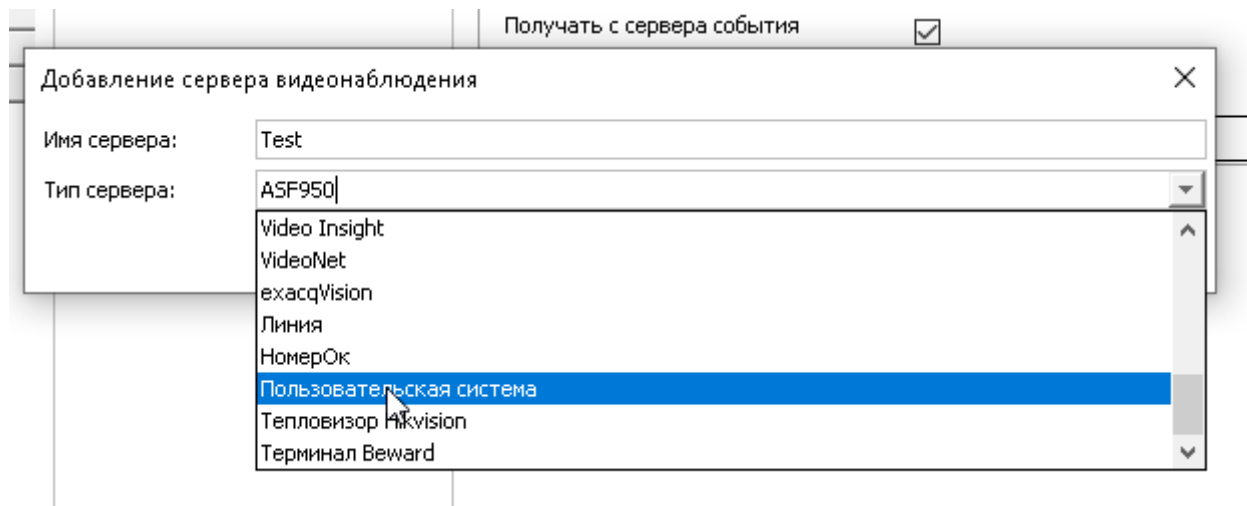 Получать с сервера события
Добавление сервера видеонаблюдения
Имя сервера: Test
Тип сервера: ASF950
Video Insight
VideoNet
exacqVision
Линия
НомерОк
Пользовательская система
Тепловизор Hikvision
Терминал Beward